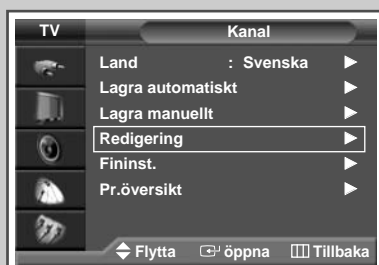 TV Kanal
Land : Svenska
Lagra automatiskt
Lagra manuellt
Redigering
Fininst.
Pr.översikt
Flytta öppna Tillbaka